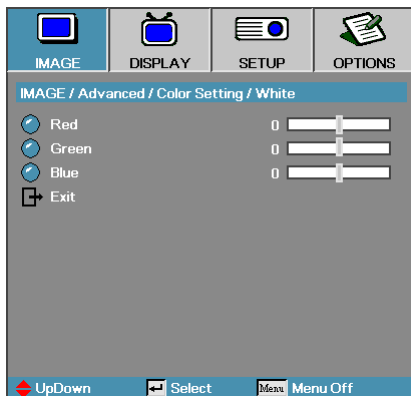 IMAGE DISPLAY SETUP OPTIONS
IMAGE / Advanced / Color Setting / White
Red 0
Green 0
Blue 0
Exit
UpDown Select Menu Menu Off